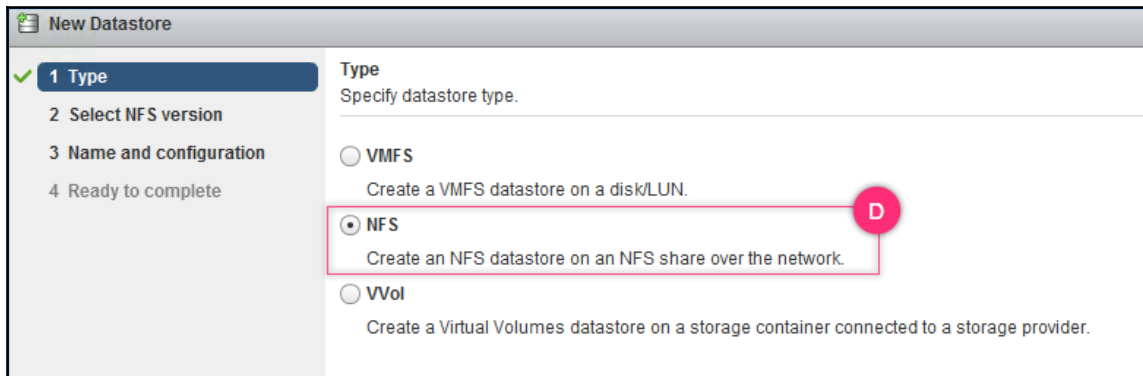 New Datastore
1 Type
2 Select NFS version
3 Name and configuration
4 Ready to complete
Type
Specify datastore type.
VMFS
Create a VMFS datastore on a disk/LUN.
D
NFS
Create an NFS datastore on an NFS share over the network.
VVol
Create a Virtual Volumes datastore on a storage container connected to a storage provider.